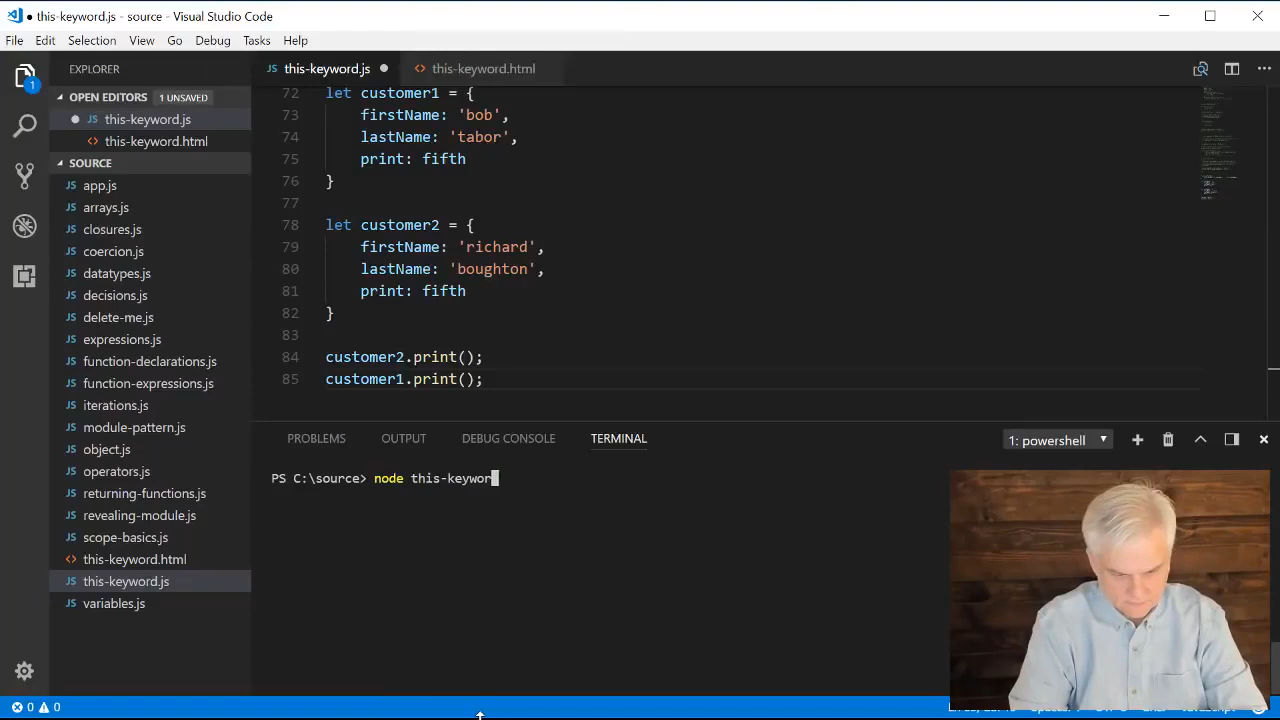 ● this-keyword.js - source - Visual Studio Code
File Edit Selection View Go Debug Tasks Help
EXPLORER
OPEN EDITORS 1 UNSAVED
JS this-keyword.js
<> this-keyword.html
SOURCE
JS app.js
JS arrays.js
JS closures.js
JS coercion.js
JS datatypes.js
JS decisions.js
JS delete-me.js
JS expressions.js
JS function-declarations.js
JS function-expressions.js
JS iterations.js
JS module-pattern.js
JS object.js
JS operators.js
JS returning-functions.js
JS revealing-module.js
JS scope-basics.js
<> this-keyword.html
JS this-keyword.js
JS variables.js
1
JS this-keyword.js ● <> this-keyword.html
72 let customer1 = {
73 firstName: 'bob',
74 lastName: 'tabor',
75 print: fifth
76 }
77
78 let customer2 = {
79 firstName: 'richard',
80 lastName: 'boughton',
81 print: fifth
82 }
83
84 customer2.print();
85 customer1.print();
PROBLEMS OUTPUT DEBUG CONSOLE TERMINAL 1: powershell
PS C:\source> node this-keywor
0 0